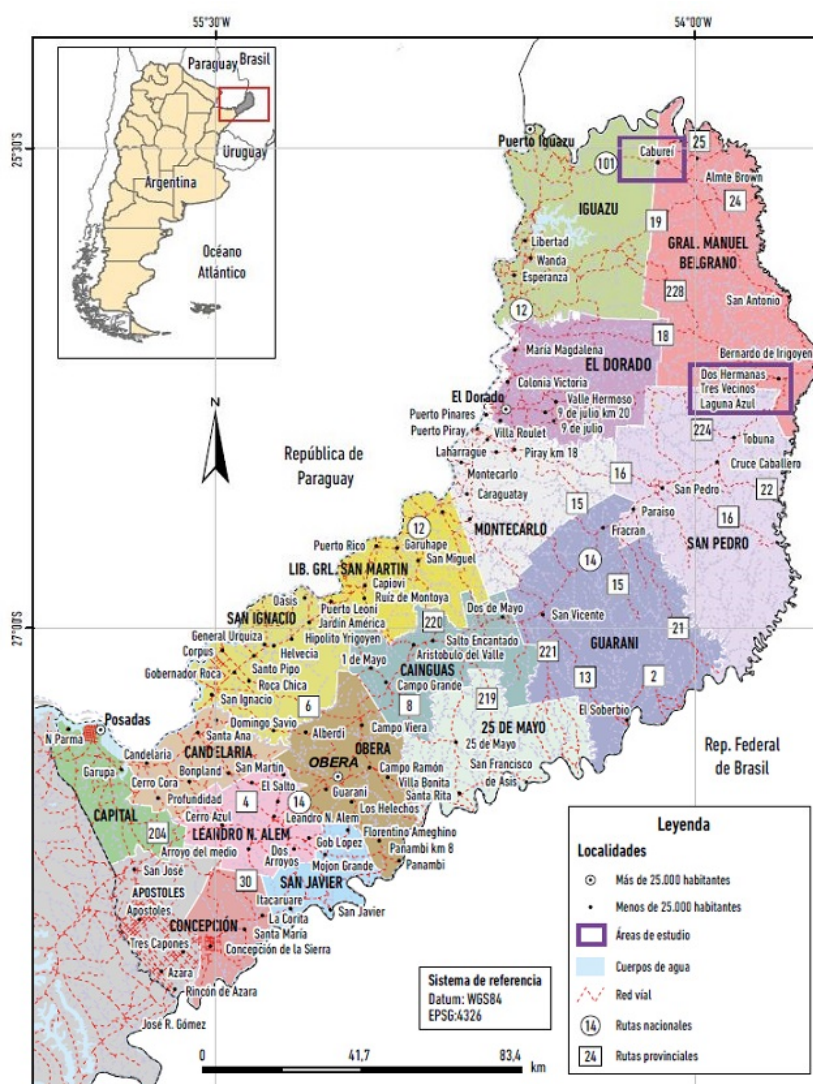 55°30'W
54°00'W
Paraguay
Brasil
Uruguay
Argentina
Océano
Atlántico
25°30'S
25°30'S
Puerto Iguazu
101
Caburei
25
Almte Brown
24
IGUAZU
19
GRAL. MANUEL
BELGRANO
Libertad
Wanda
Esperanza
228
San Antonio
12
18
Maria Magdalena
EL DORADO
Bernardo de Irigoyen
Colonia Victoria
Dos Hermanas
Tres Vecinos
Laguna Azul
El Dorado
Valle Hermoso
Puerto Pinares
9 de julio km 20
9 de julio
Puerto Piray
Villa Roulet
224
Tobuna
N
República de
Paraguay
Laharrague
Piray km 18
Cruce Caballero
Montecarlo
16
San Pedro
22
Caraguatay
15
Paraiso
16
MONTECARLO
Fracran
SAN PEDRO
12
Puerto Rico
Garuhape
14
San Miguel
LIB. GRL. SAN MARTIN
15
Capiovi
Oasis
Ruiz de Montoya
Puerto Leoni
Dos de Mayo
San Vicente
SAN IGNACIO
Jardín América
220
GUARANI
21
27°00'S
27°00'S
General Urquiza
Hipolito Yrigoyen
Salto Encantado
Corpus
Helvecia
Aristobulo del Valle
221
1 de Mayo
CAINGUAS
Gobernador Roca
Santo Pipo
13
2
Roca Chica
Campo Grande
219
San Ignacio
6
8
El Soberbio
Posadas
Domingo Savio
Alberdi
Campo Viera
25 DE MAYO
N Parma
Santa Ana
Candelaria
CANDELARIA
OBERA
25 de Mayo
Rep. Federal
de Brasil
OBERA
Garupa
Bonpland
San Martín
Campo Ramón
San Francisco
de Asis
Cerro Cora
El Salto
Villa Bonita
Guarani
Santa Rita
CAPITAL
Profundidad
4
14
Los Helechos
Cerro Azul
Leandro N. Alem
204
LEANDRO N. ALEM
Florentino Ameghino
Gob Lopez
Arroyo del medio
Dos
Arroyos
Panambi km 8
Mojon Grande
Panambi
San José
30
SAN JAVIER
APOSTOLES
Itacaruare
Apostoles
La Corita
San Javier
CONCEPCIÓN
Santa María
Tres Capones
Concepción de la Sierra
Azara
Rincón de Azara
José R. Gómez
Sistema de referencia
Datum: WGS84
EPSG:4326
0
41,7
83,4
km
Leyenda
Localidades
Más de 25.000 habitantes
Menos de 25.000 habitantes
Áreas de estudio
Cuerpos de agua
Red vial
14
Rutas nacionales
24
Rutas provinciales